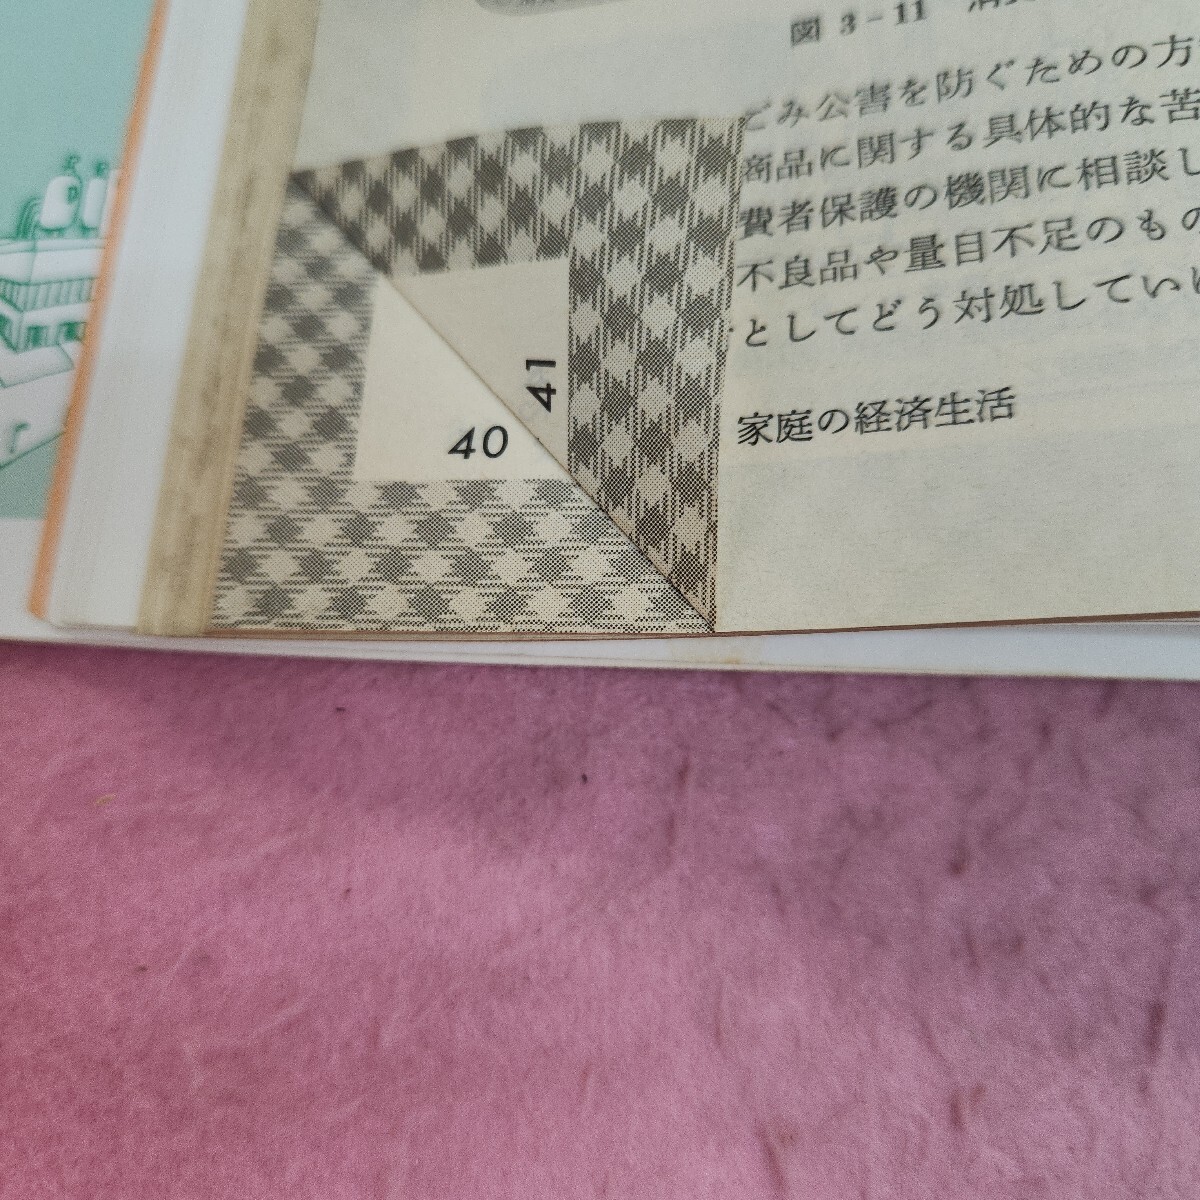 図 3-11
ごみ公害を防ぐための方
商品に関する具体的な苦
費者保護の機関に相談し
不良品や量目不足のもの
としてどう対処してい
41
40
家庭の経済生活